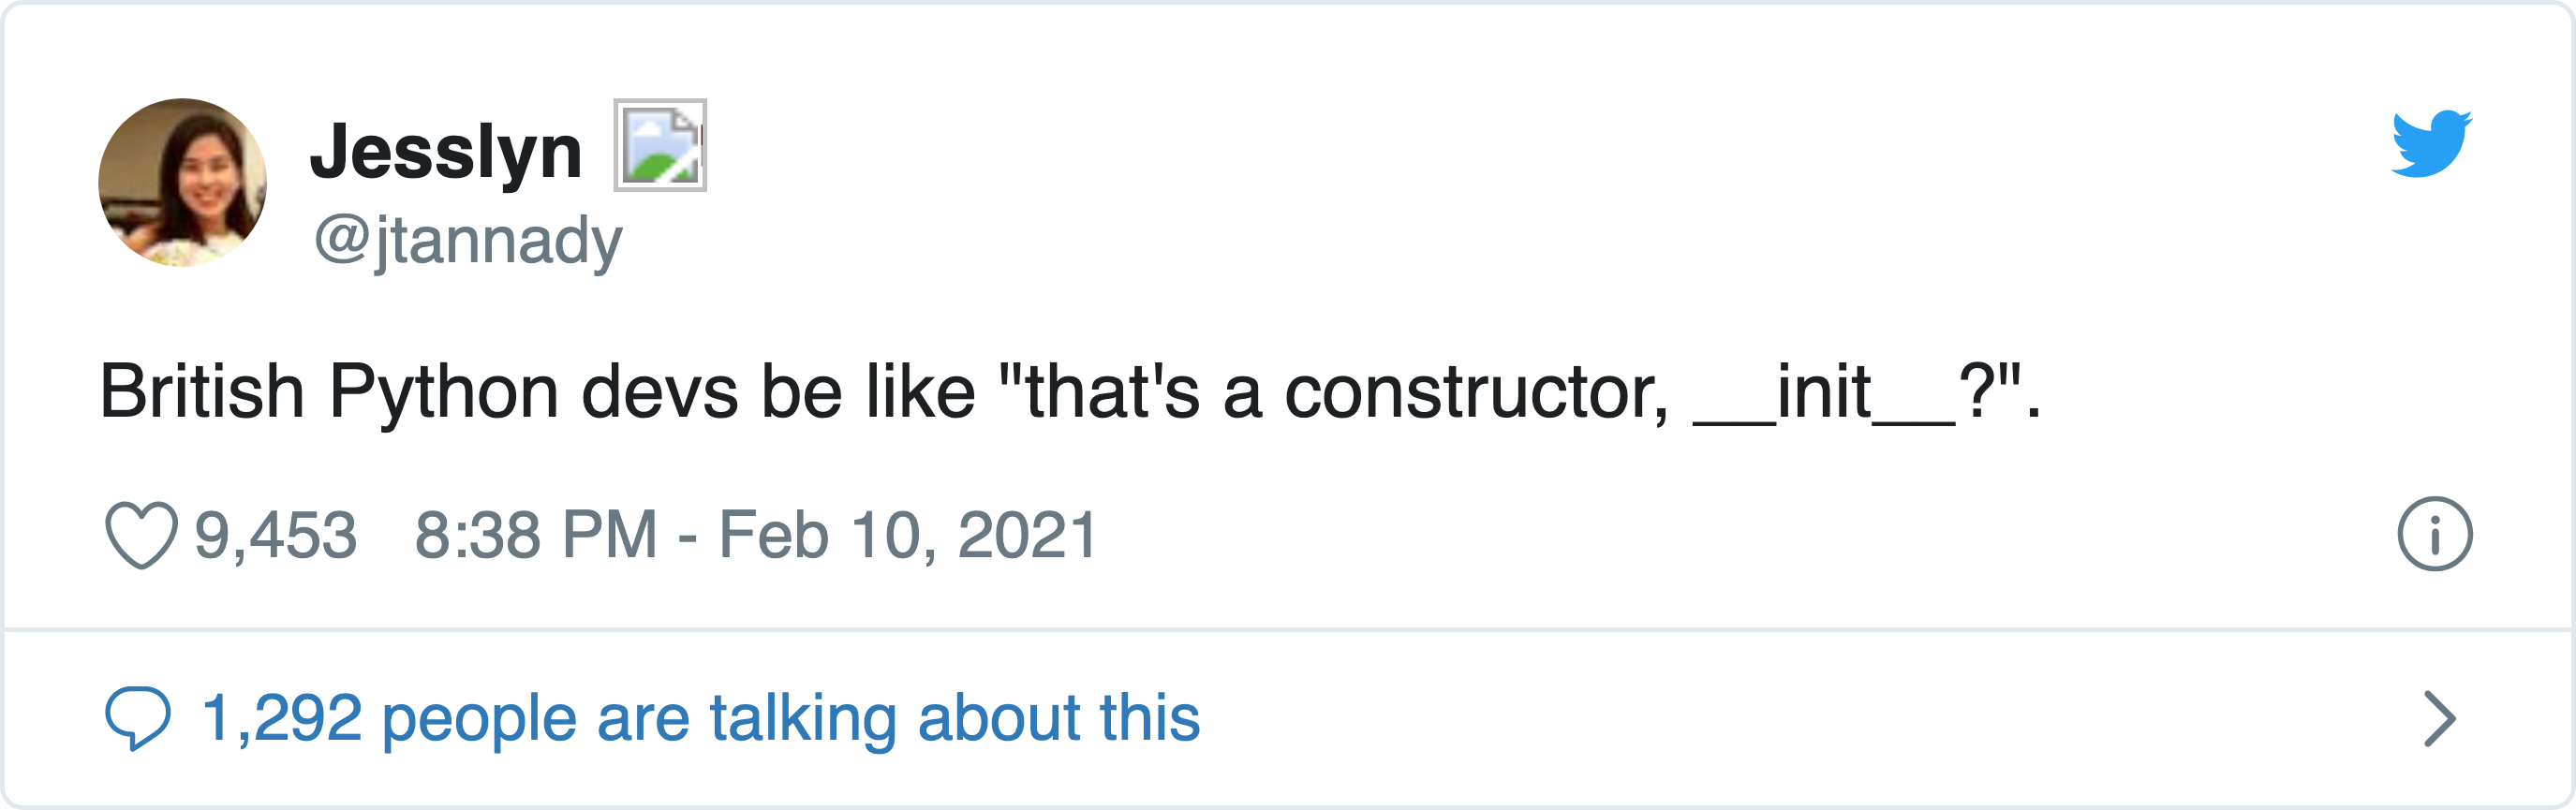 Jesslyn
@jtannady
British Python devs be like "that's a constructor, __init__?".
9,453 8:38 PM - Feb 10, 2021
1,292 people are talking about this